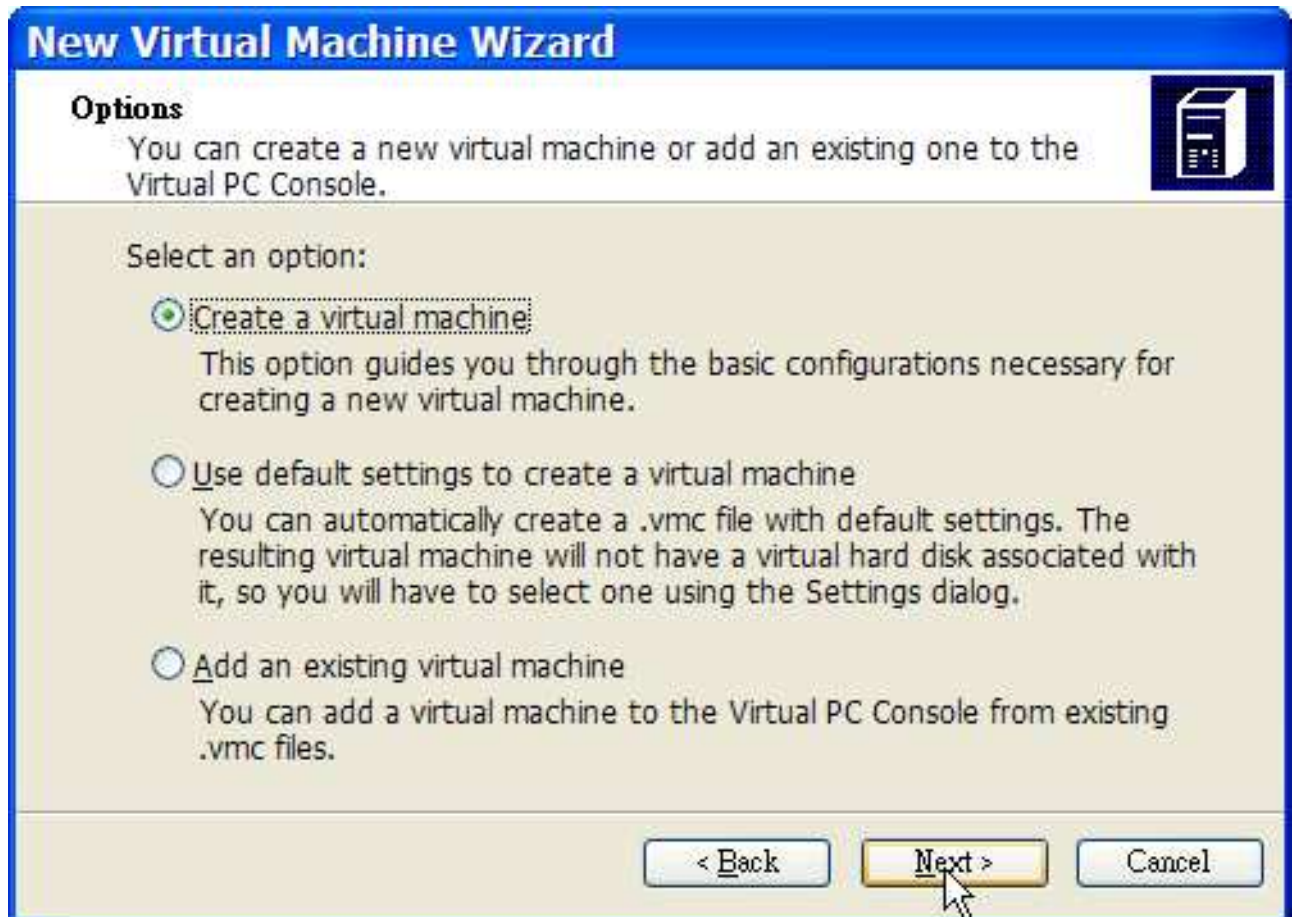 New Virtual Machine Wizard
Options
You can create a new virtual machine or add an existing one to the
Virtual PC Console.
Select an option:
Create a virtual machine
This option guides you through the basic configurations necessary for
creating a new virtual machine.
Use default settings to create a virtual machine
You can automatically create a .vmc file with default settings. The
resulting virtual machine will not have a virtual hard disk associated with
it, so you will have to select one using the Settings dialog.
Add an existing virtual machine
You can add a virtual machine to the Virtual PC Console from existing
.vmc files.
< Back Next > Cancel